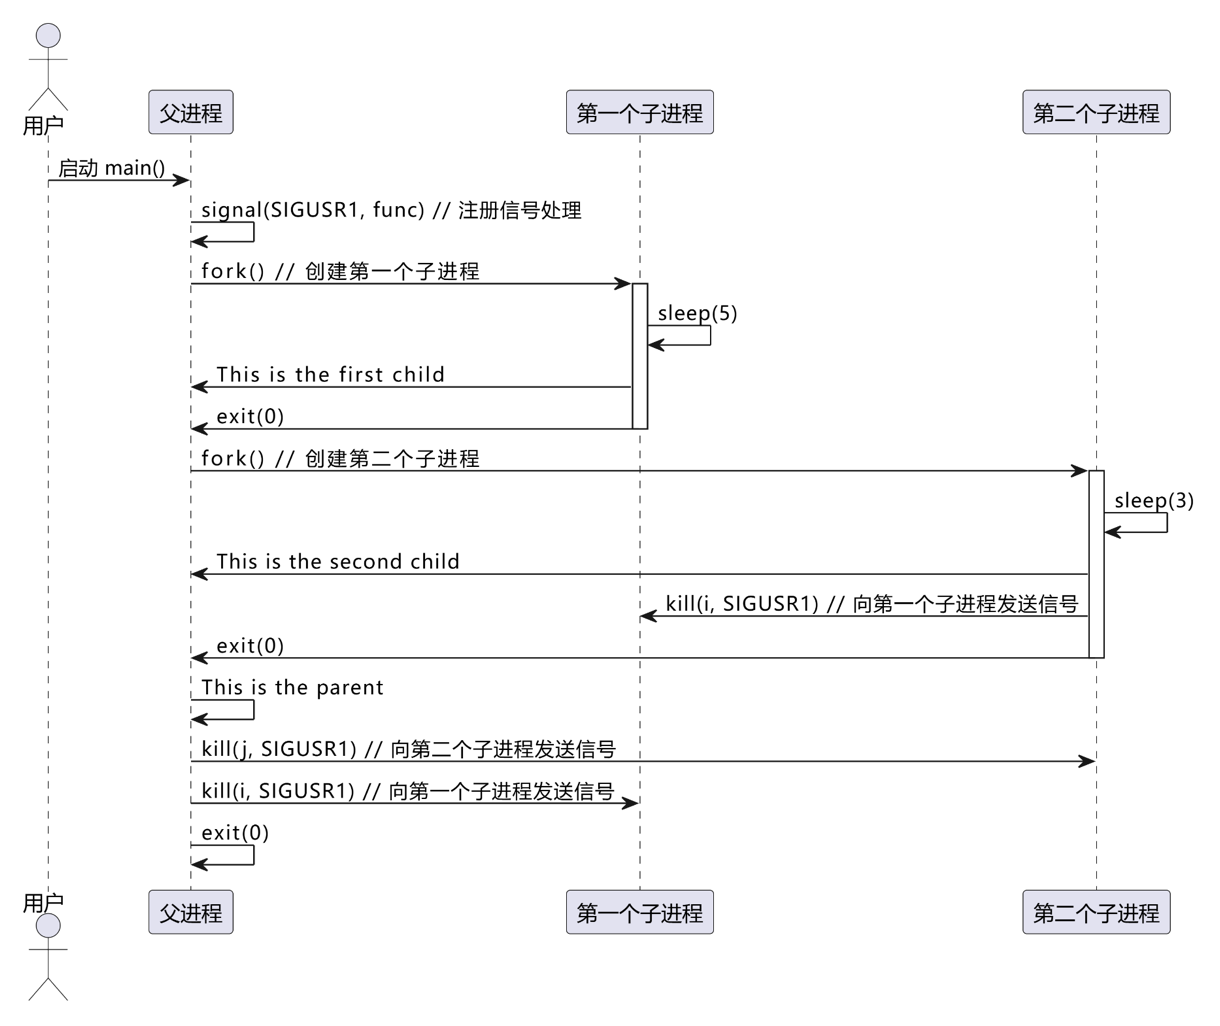 用户
父进程
第一个子进程
第二个子进程
启动 main()
signal(SIGUSR1, func) // 注册信号处理
fork() // 创建第一个子进程
sleep(5)
This is the first child
exit(0)
fork() // 创建第二个子进程
sleep(3)
This is the second child
kill(i, SIGUSR1) // 向第一个子进程发送信号
exit(0)
This is the parent
kill(j, SIGUSR1) // 向第二个子进程发送信号
kill(i, SIGUSR1) // 向第一个子进程发送信号
exit(0)
用户
父进程
第一个子进程
第二个子进程